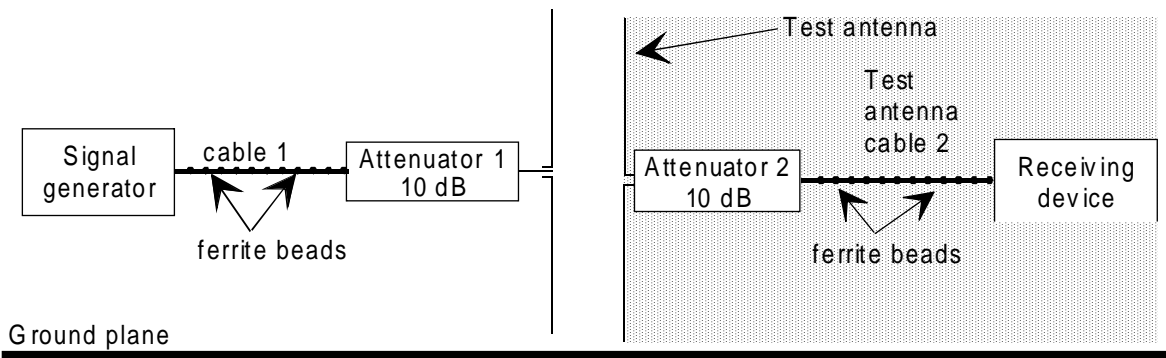 Test antenna
Test
antenna
cable 2
Signal
generator
cable 1
Attenuator 1
10 dB
Attenuator 2
10 dB
Receiving
device
ferrite beads
ferrite beads
Ground plane